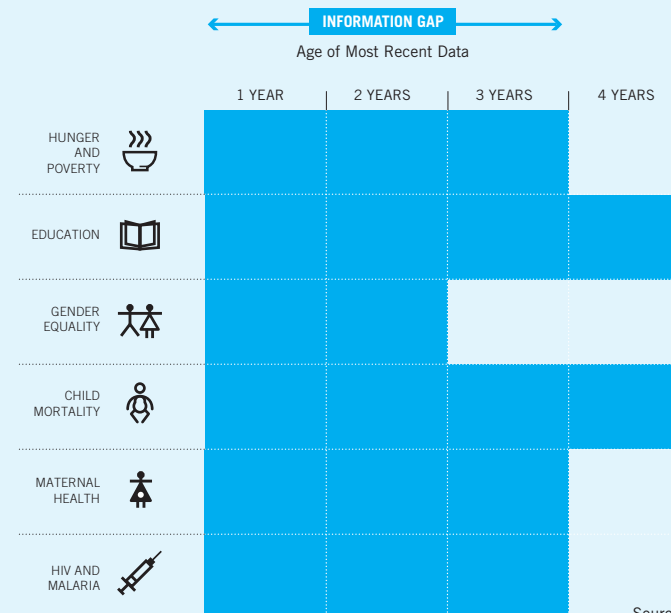 INFORMATION GAP
Age of Most Recent Data
1 YEAR 2 YEARS 3 YEARS 4 YEARS
HUNGER
AND
POVERTY
EDUCATION
GENDER
EQUALITY
CHILD
MORTALITY
MATERNAL
HEALTH
HIV AND
MALARIA